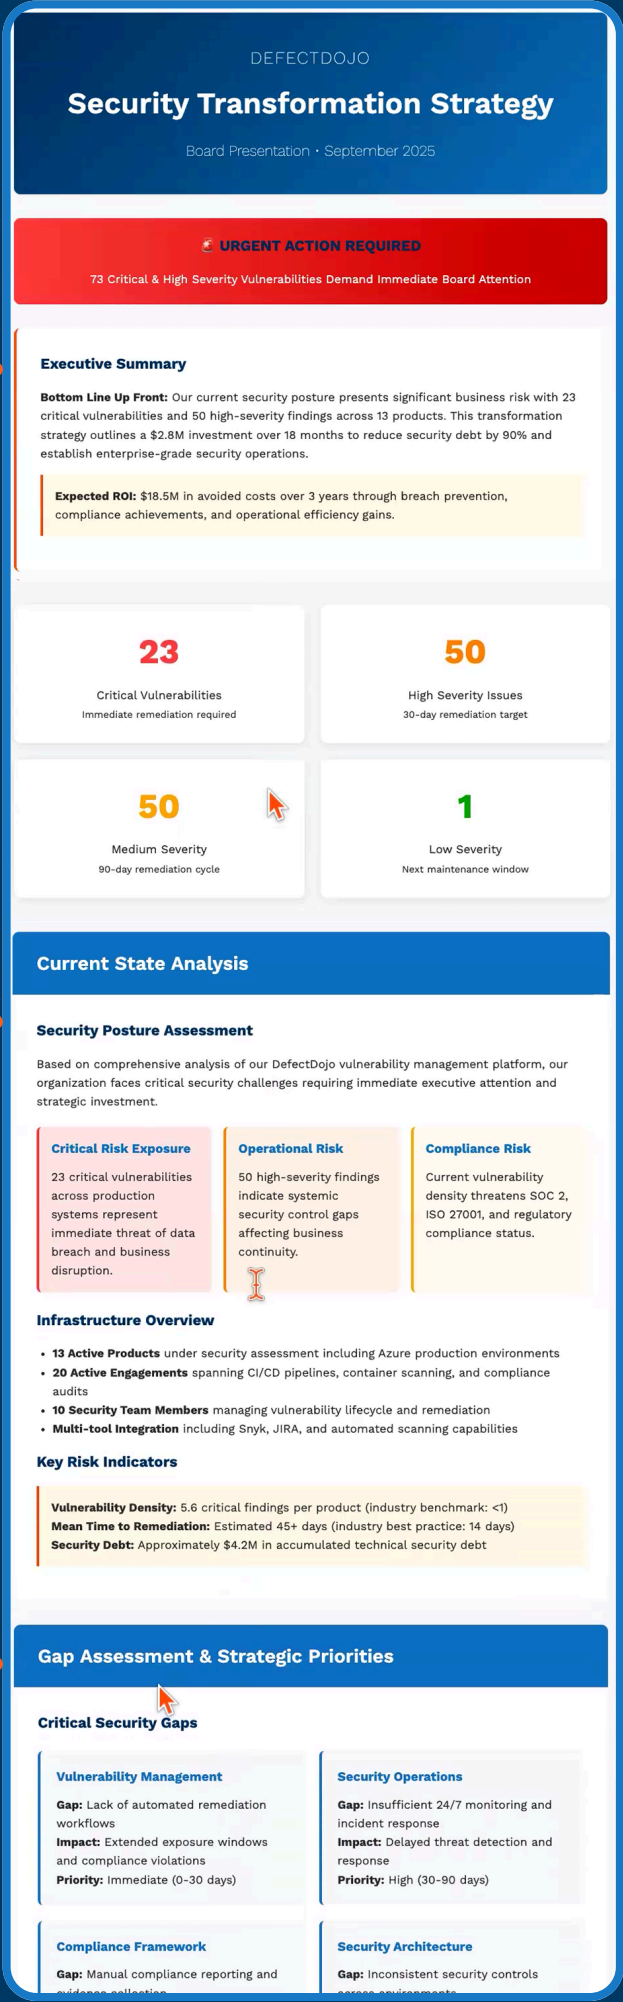 DEFECTDOJO
Security Transformation Strategy
Board Presentation • September 2025
🚨 URGENT ACTION REQUIRED
73 Critical & High Severity Vulnerabilities Demand Immediate Board Attention
Executive Summary
Bottom Line Up Front: Our current security posture presents significant business risk with 23
critical vulnerabilities and 50 high-severity findings across 13 products. This transformation
strategy outlines a $2.8M investment over 18 months to reduce security debt by 90% and
establish enterprise-grade security operations.
Expected ROI: $18.5M in avoided costs over 3 years through breach prevention,
compliance achievements, and operational efficiency gains.
23
Critical Vulnerabilities
Immediate remediation required
50
High Severity Issues
30-day remediation target
50
Medium Severity
90-day remediation cycle
1
Low Severity
Next maintenance window
Current State Analysis
Security Posture Assessment
Based on comprehensive analysis of our DefectDojo vulnerability management platform, our
organization faces critical security challenges requiring immediate executive attention and
strategic investment.
Critical Risk Exposure
23 critical vulnerabilities
across production
systems represent
immediate threat of data
breach and business
disruption.
Operational Risk
50 high-severity findings
indicate systemic
security control gaps
affecting business
continuity.
Compliance Risk
Current vulnerability
density threatens SOC 2,
ISO 27001, and regulatory
compliance status.
Infrastructure Overview
• 13 Active Products under security assessment including Azure production environments
• 20 Active Engagements spanning CI/CD pipelines, container scanning, and compliance
audits
• 10 Security Team Members managing vulnerability lifecycle and remediation
• Multi-tool Integration including Snyk, JIRA, and automated scanning capabilities
Key Risk Indicators
Vulnerability Density: 5.6 critical findings per product (industry benchmark: <1)
Mean Time to Remediation: Estimated 45+ days (industry best practice: 14 days)
Security Debt: Approximately $4.2M in accumulated technical security debt
Gap Assessment & Strategic Priorities
Critical Security Gaps
Vulnerability Management
Gap: Lack of automated remediation
workflows
Impact: Extended exposure windows
and compliance violations
Priority: Immediate (0-30 days)
Security Operations
Gap: Insufficient 24/7 monitoring and
incident response
Impact: Delayed threat detection and
response
Priority: High (30-90 days)
Compliance Framework
Gap: Manual compliance reporting and
evidence collection
Security Architecture
Gap: Inconsistent security controls
across environments